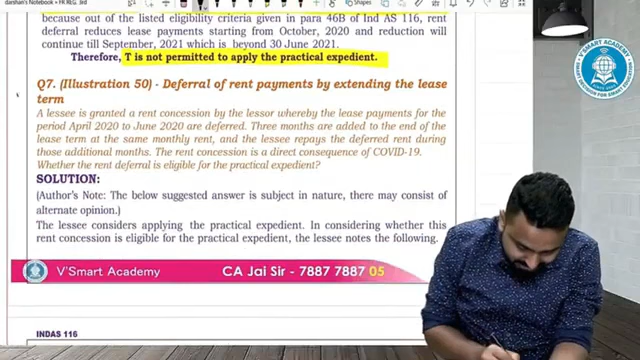 darshan's Notebook » FR REG. 3rd
Shapes
because out of the listed eligibility criteria given in para 46B of Ind AS 116, rent
deferral reduces lease payments starting from October, 2020 and reduction will
continue till September, 2021 which is beyond 30 June 2021.
Therefore, T is not permitted to apply the practical expedient.
Q7. (Illustration 50) - Deferral of rent payments by extending the lease
term
A lessee is granted a rent concession by the lessor whereby the lease payments for
the period April 2020 to June 2020 are deferred. Three months are added to the end of
the lease term at the same monthly rent, and the lessee repays the deferred rent during
those additional months. The rent concession is a direct consequence of COVID-19.
Whether the rent deferral is eligible for the practical expedient?
SOLUTION:
(Author's Note: The below suggested answer is subject in nature, there may consist of
alternate opinion.)
The lessee considers applying the practical expedient. In considering whether this
rent concession is eligible for the practical expedient, the lessee notes the following.
V'Smart Academy
CA Jai Sir - 7887 7887 05
INDAS 116
V'SMART ACADEMY